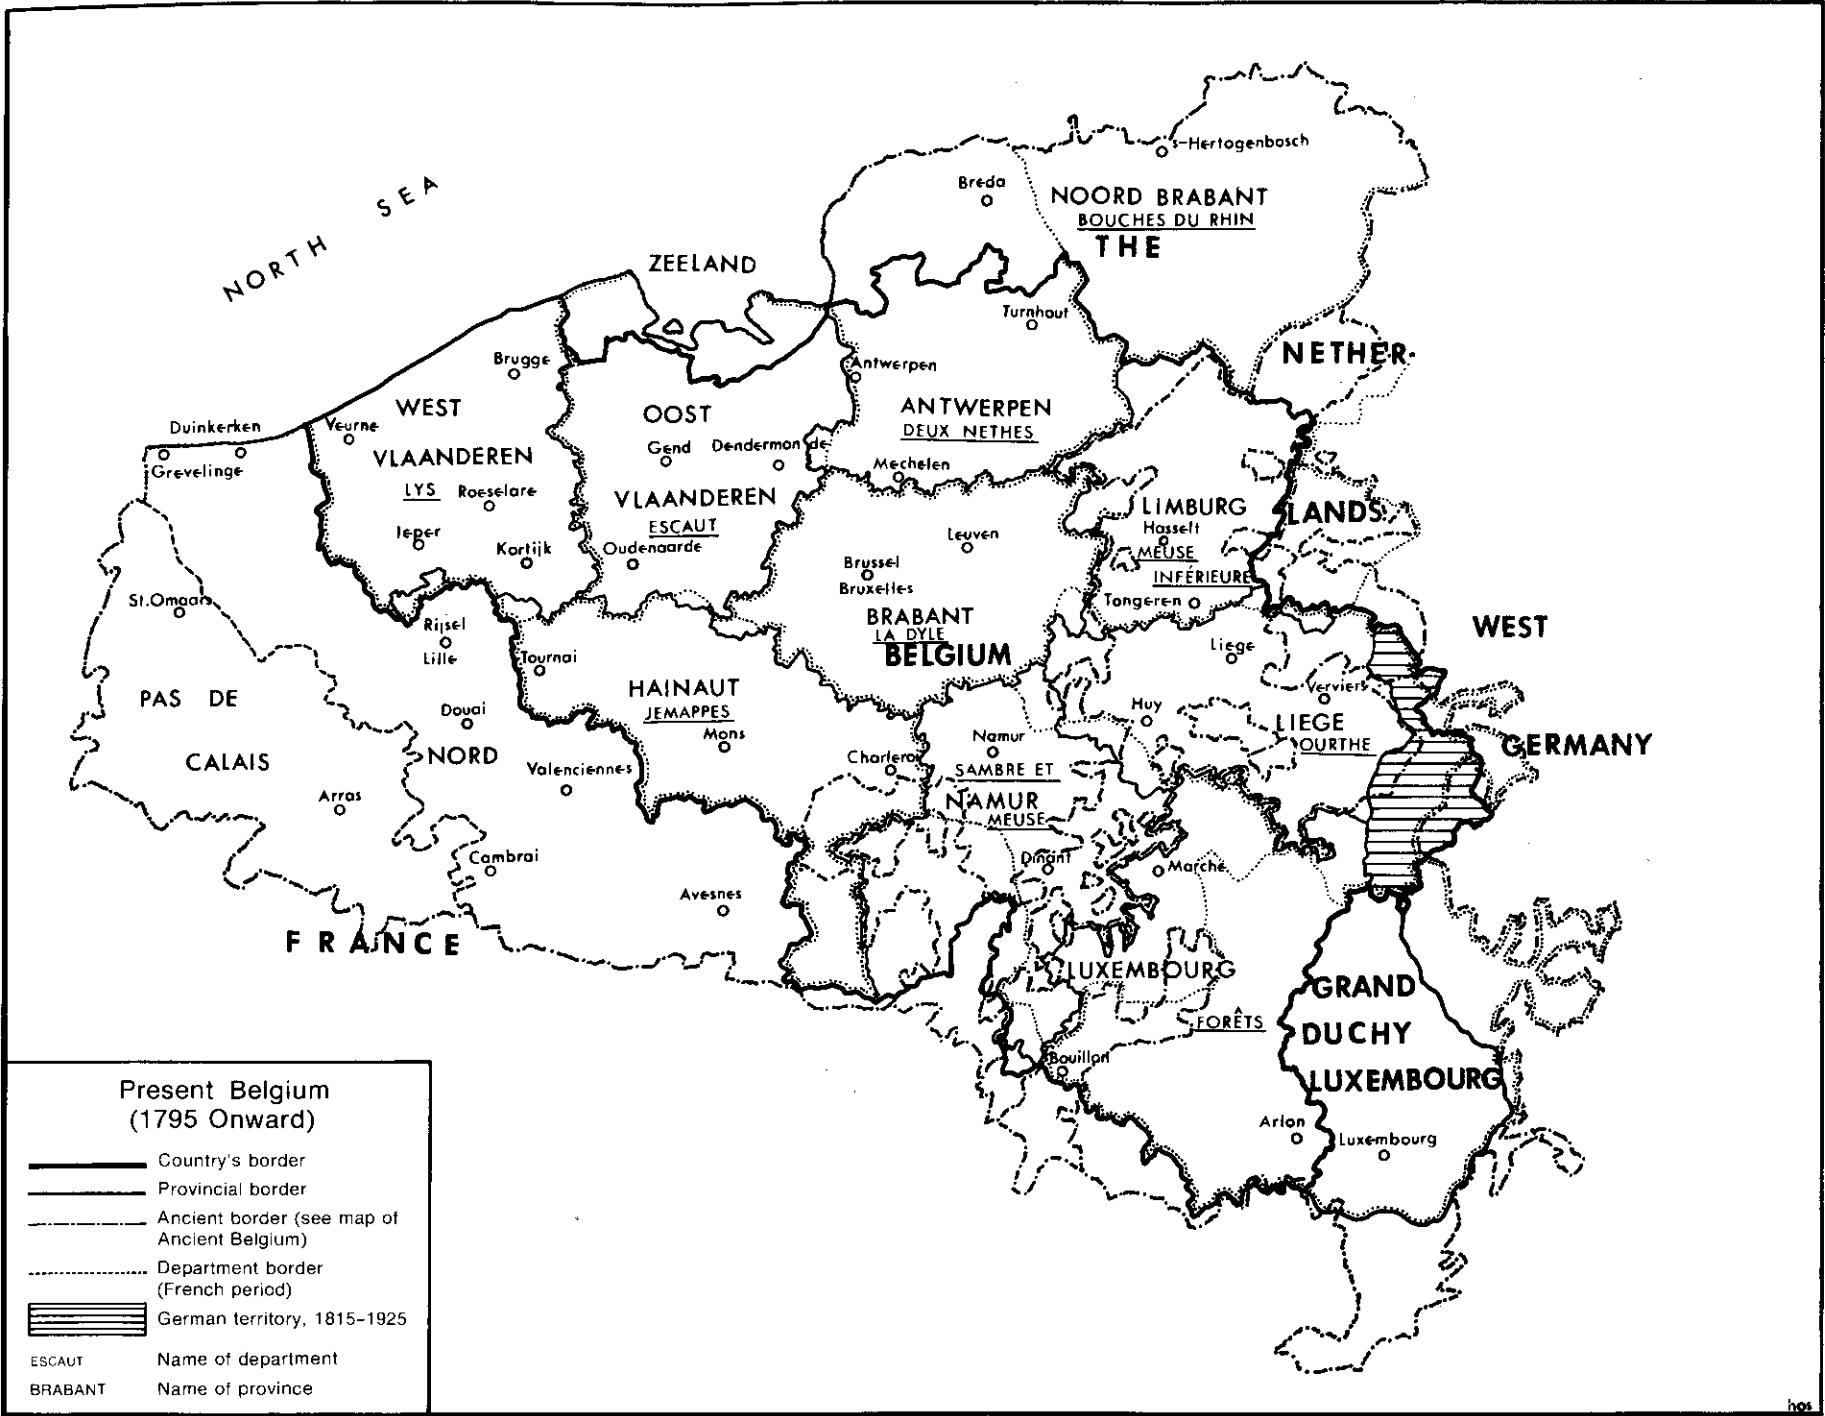 NORTH SEA
s-Hertogenbosch
Breda
NOORD BRABANT
BOUCHES DU RHIN
THE
ZEELAND
Turnhout
NETHER-
Brugge
Antwerpen
WEST
OOST
ANTWERPEN
DEUX NETHES
Duinkerken
Veurne
Gend
Dendermonde
Grevelinge
VLAANDEREN
Mechelen
LYS
Roeselare
VLAANDEREN
ESCAUT
LIMBURG
LANDS
Hasselt
Ieper
Kortijk
Oudenaarde
Leuven
MEUSE
Brussel
Bruxelles
INFÉRIEURE
St.Omaars
Tongeren
BRABANT
LA DYLE
BELGIUM
WEST
Rijsel
Lille
Tournai
Liege
PAS DE
HAINAUT
JEMAPPES
Verviers
Douai
Huy
LIEGE
OURTHE
Mons
Namur
GERMANY
CALAIS
NORD
Valenciennes
Charleroi
SAMBRE ET
Arras
NAMUR
MEUSE
Cambrai
Dinant
Marche
Avesnes
FRANCE
LUXEMBOURG
GRAND
FORÊTS
DUCHY
Bouillon
LUXEMBOURG
Arlon
Luxembourg
Present Belgium
(1795 Onward)
Country's border
Provincial border
Ancient border (see map of
Ancient Belgium)
Department border
(French period)
German territory, 1815-1925
ESCAUT Name of department
BRABANT Name of province
hos